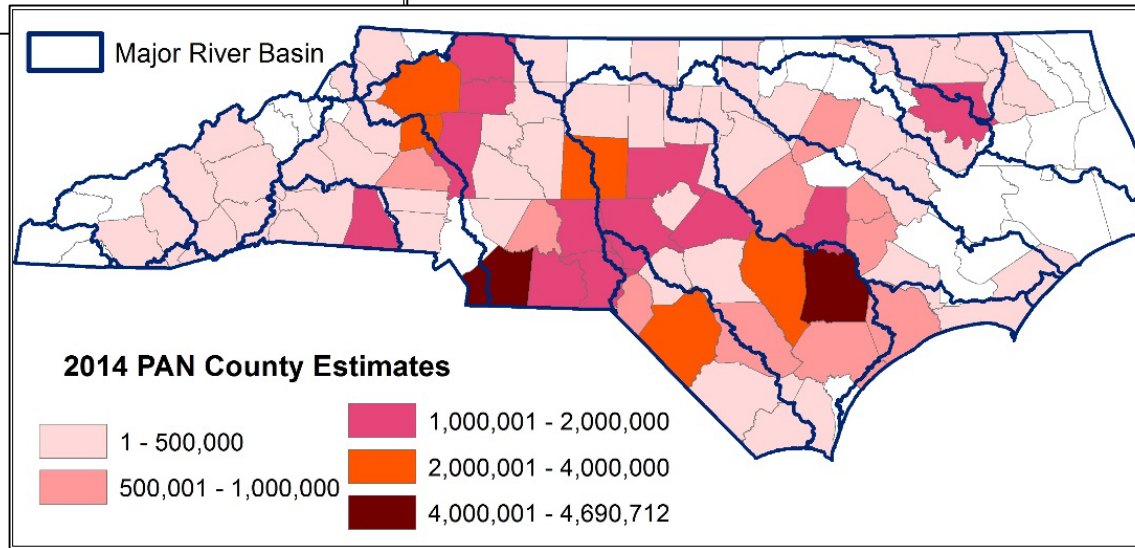 Major River Basin
2014 PAN County Estimates
1 - 500,000
500,001 - 1,000,000
1,000,001 - 2,000,000
2,000,001 - 4,000,000
4,000,001 - 4,690,712